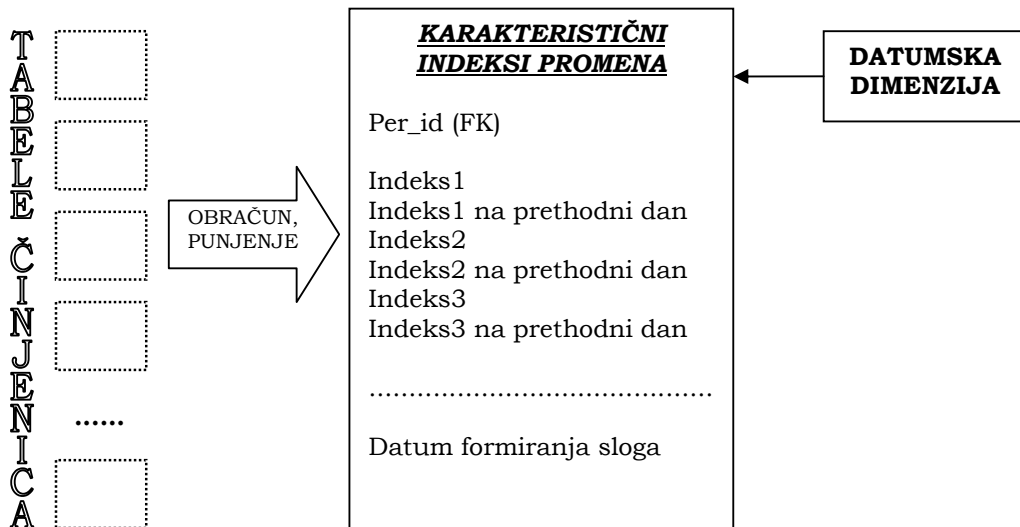 TABELE ČINJENICA
......
OBRAČUN,
PUNJENJE
KARAKTERISTIČNI
INDEKSI PROMENA
Per_id (FK)
Indeks1
Indeks1 na prethodni dan
Indeks2
Indeks2 na prethodni dan
Indeks3
Indeks3 na prethodni dan
...........................................
Datum formiranja sloga
DATUMSKA
DIMENZIJA